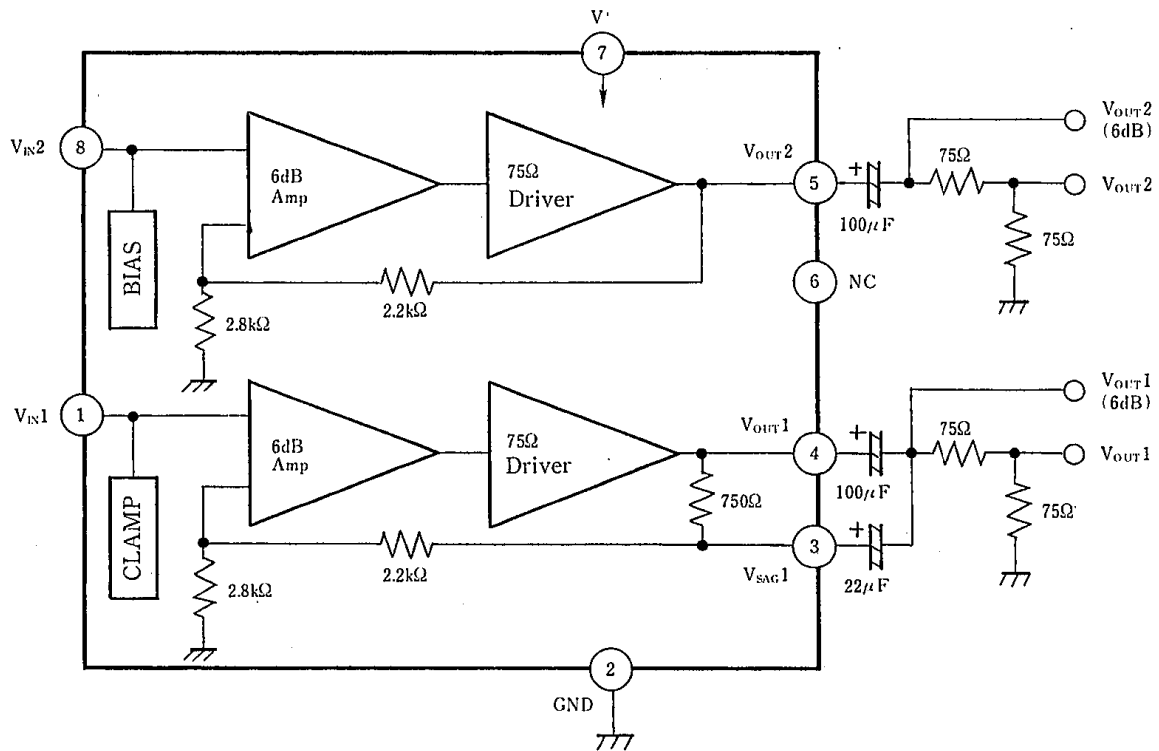 V+
7
VIN2
8
6dB
Amp
75Ω
Driver
VOUT2
5
+
100μF
75Ω
VOUT2
(6dB)
VOUT2
75Ω
BIAS
6
NC
2.2kΩ
2.8kΩ
VIN1
1
6dB
Amp
75Ω
Driver
VOUT1
4
+
100μF
75Ω
VOUT1
(6dB)
VOUT1
75Ω
750Ω
CLAMP
2.2kΩ
2.8kΩ
3
VSAG1
+
22μF
2
GND